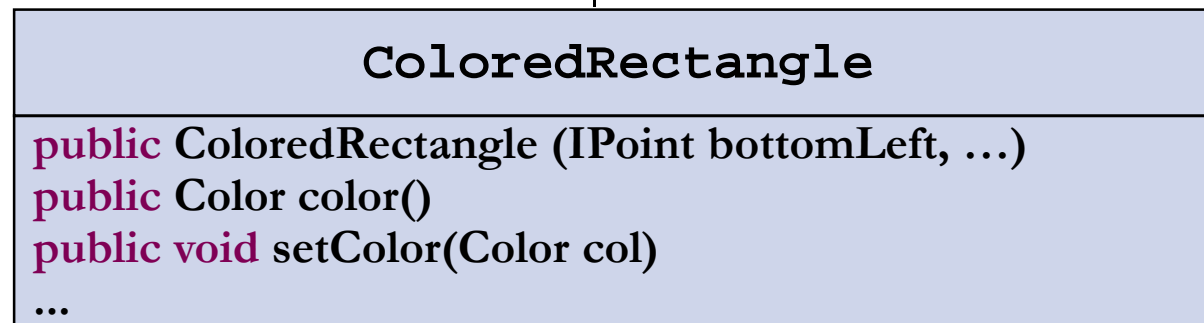 ColoredRectangle
public ColoredRectangle (IPoint bottomLeft, …)
public Color color()
public void setColor(Color col)
...